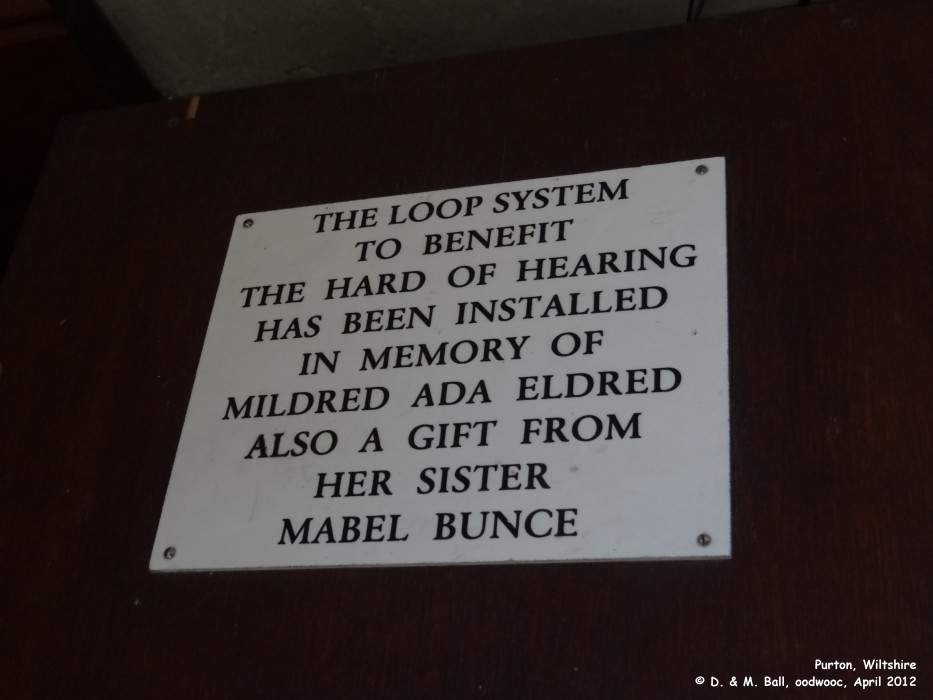 THE LOOP SYSTEM
TO BENEFIT
THE HARD OF HEARING
HAS BEEN INSTALLED
IN MEMORY OF
MILDRED ADA ELDRED
ALSO A GIFT FROM
HER SISTER
MABEL BUNCE
Purton, Wiltshire
© D. & M. Ball, oodwooc, April 2012